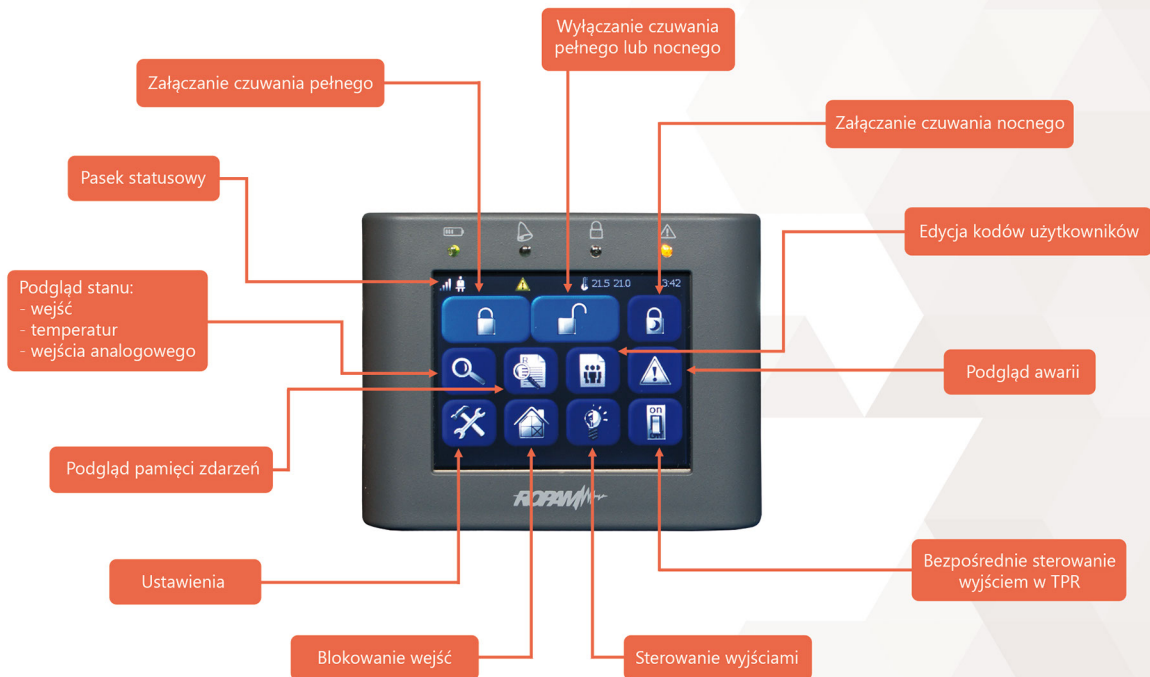 Wyłączanie czuwania
pełnego lub nocnego
Załączanie czuwania pełnego
Załączanie czuwania nocnego
Pasek statusowy
Edycja kodów użytkowników
Podgląd stanu:
- wejść
- temperatur
- wejścia analogowego
21.5 21.0
3:42
R
Podgląd awarii
on
OFF
Podgląd pamięci zdarzeń
ROPAM
Ustawienia
Bezpośrednie sterowanie
wyjściem w TPR
Blokowanie wejść
Sterowanie wyjściami